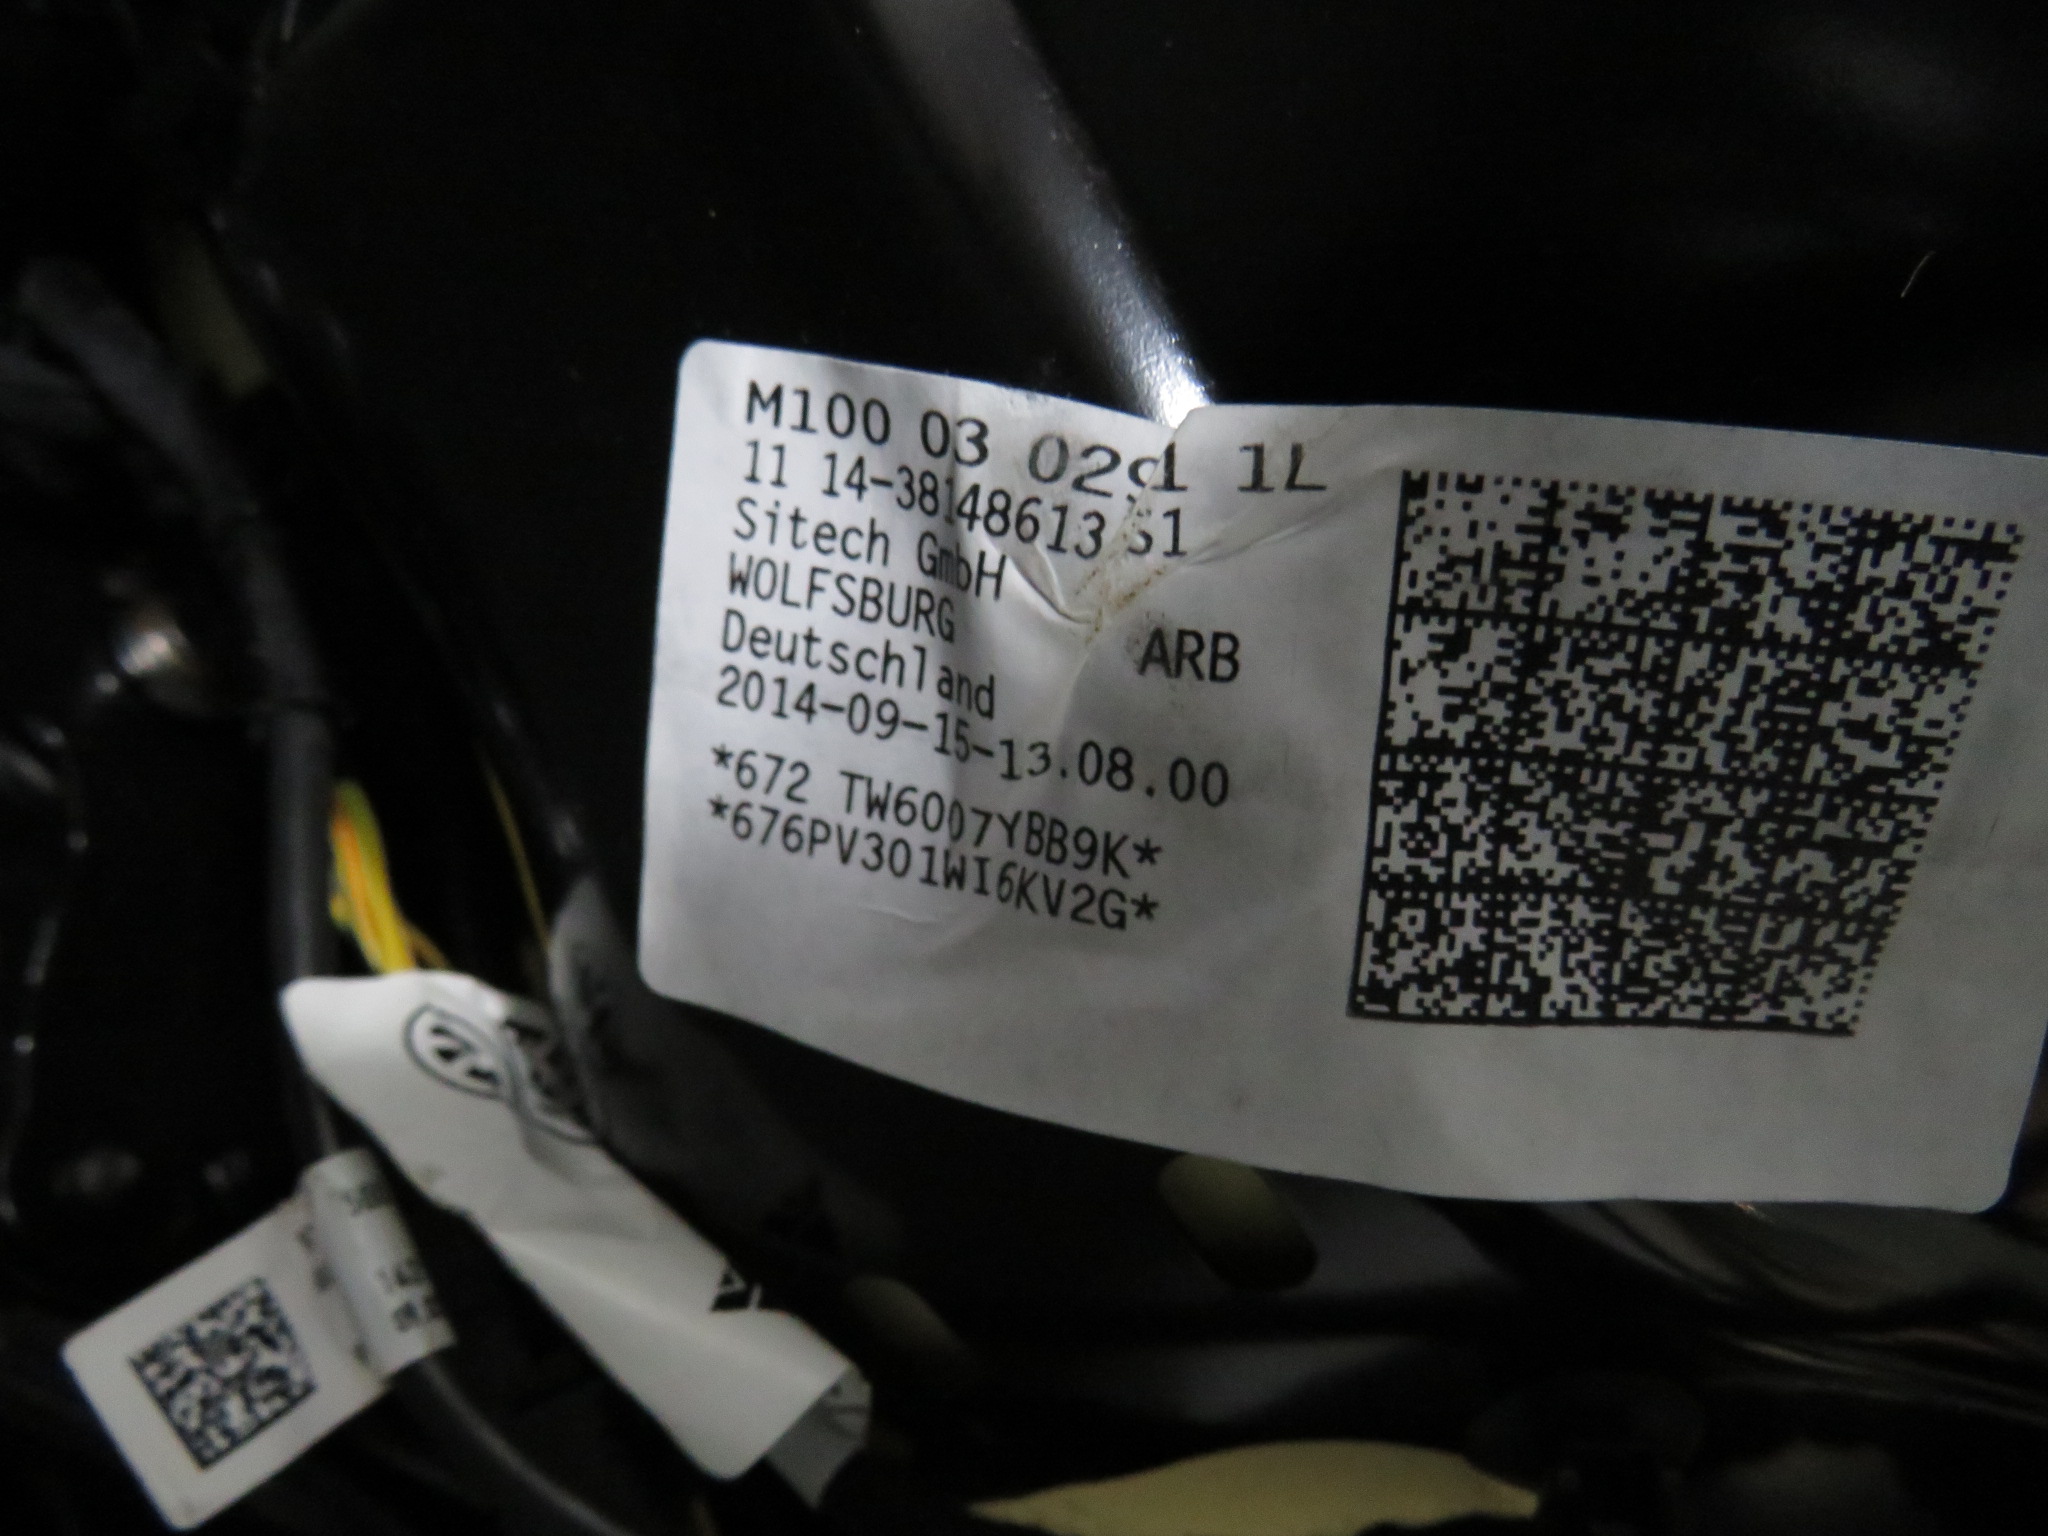 M100 03 0291 1L
11 14-38148613 S1
Sitech GmbH
WOLFSBURG
Deutschland ARB
2014-09-15-13.08.00
*672 TW6007YBB9K*
*676PV301WI6KV2G*